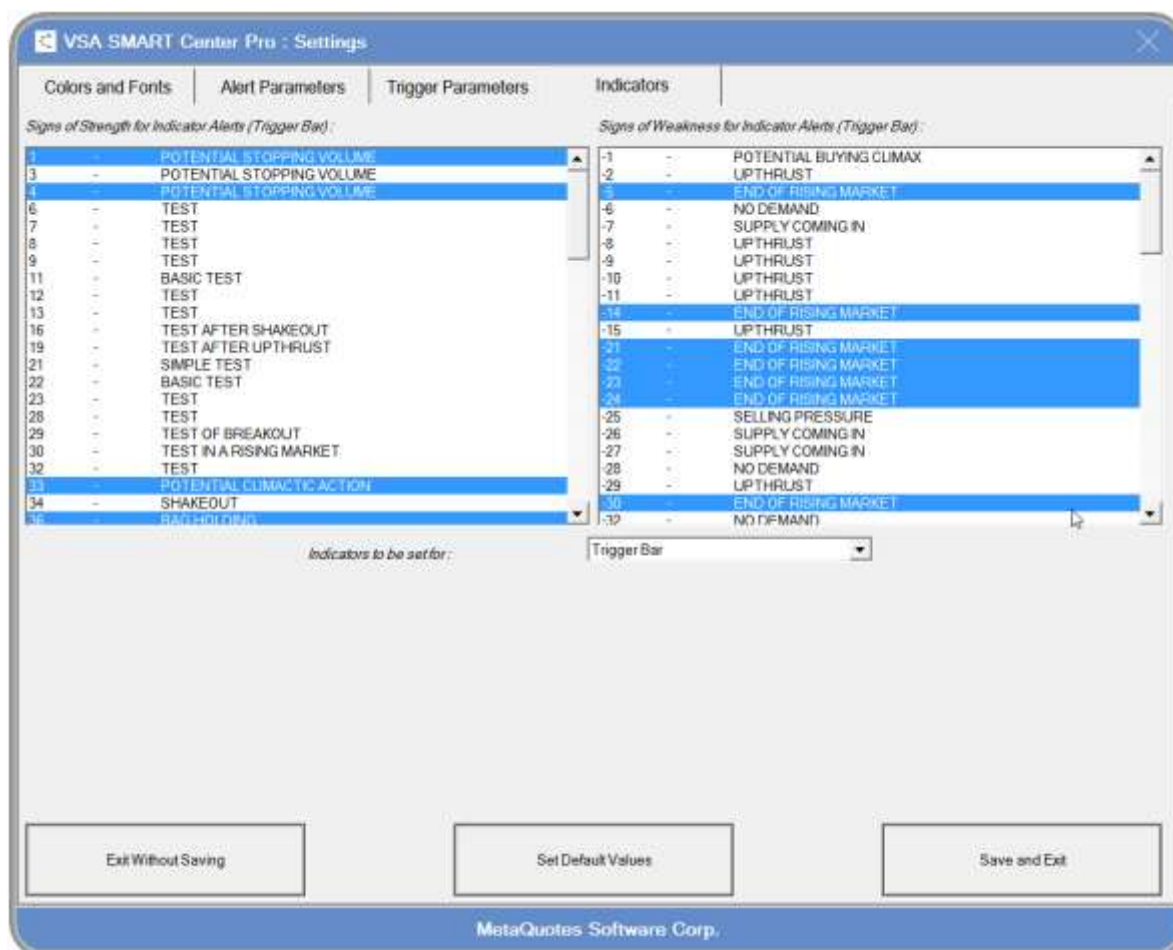 VSA SMART Center Pro : Settings
Colors and Fonts Alert Parameters Trigger Parameters Indicators
Signs of Strength for Indicator Alerts (Trigger Bar) :
1 - POTENTIAL STOPPING VOLUME
3 - POTENTIAL STOPPING VOLUME
4 - POTENTIAL STOPPING VOLUME
6 - TEST
7 - TEST
8 - TEST
9 - TEST
11 - BASIC TEST
12 - TEST
13 - TEST
16 - TEST AFTER SHAKEOUT
19 - TEST AFTER UPTHRUST
21 - SIMPLE TEST
22 - BASIC TEST
23 - TEST
28 - TEST
29 - TEST OF BREAKOUT
30 - TEST IN A RISING MARKET
32 - TEST
33 - POTENTIAL CLIMACTIC ACTION
34 - SHAKEOUT
36 - BAG HOLDING
Signs of Weakness for Indicator Alerts (Trigger Bar) :
-1 - POTENTIAL BUYING CLIMAX
-2 - UPTHRUST
-5 - END OF RISING MARKET
-6 - NO DEMAND
-7 - SUPPLY COMING IN
-8 - UPTHRUST
-9 - UPTHRUST
-10 - UPTHRUST
-11 - UPTHRUST
-14 - END OF RISING MARKET
-15 - UPTHRUST
-21 - END OF RISING MARKET
-22 - END OF RISING MARKET
-23 - END OF RISING MARKET
-24 - END OF RISING MARKET
-25 - SELLING PRESSURE
-26 - SUPPLY COMING IN
-27 - SUPPLY COMING IN
-28 - NO DEMAND
-29 - UPTHRUST
-30 - END OF RISING MARKET
-32 - NO DEMAND
Indicators to be set for : Trigger Bar
Exit Without Saving Set Default Values Save and Exit
MetaQuotes Software Corp.